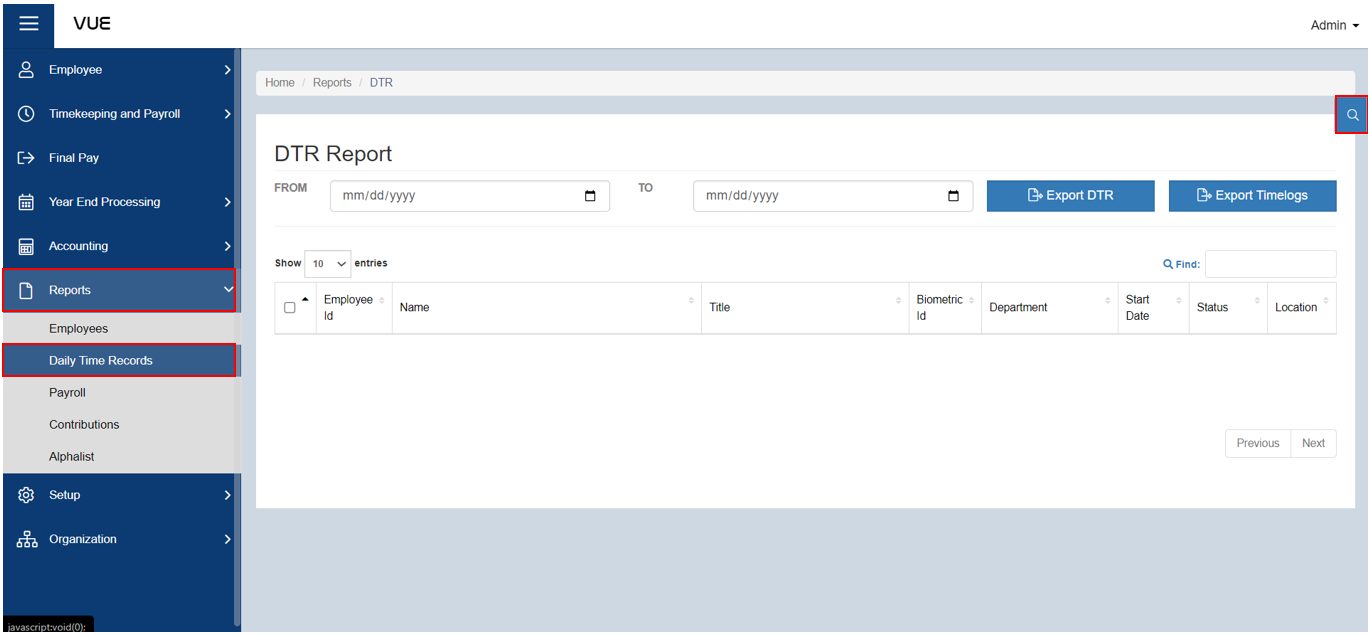 VUE
Admin
Employee
Timekeeping and Payroll
Final Pay
Year End Processing
Accounting
Reports
Employees
Daily Time Records
Payroll
Contributions
Alphalist
Setup
Organization
javascript:void(0);
Home / Reports / DTR
DTR Report
FROM mm/dd/yyyy TO mm/dd/yyyy Export DTR Export Timelogs
Show 10 entries Find:
Employee Id Name Title Biometric Id Department Start Date Status Location
Previous Next